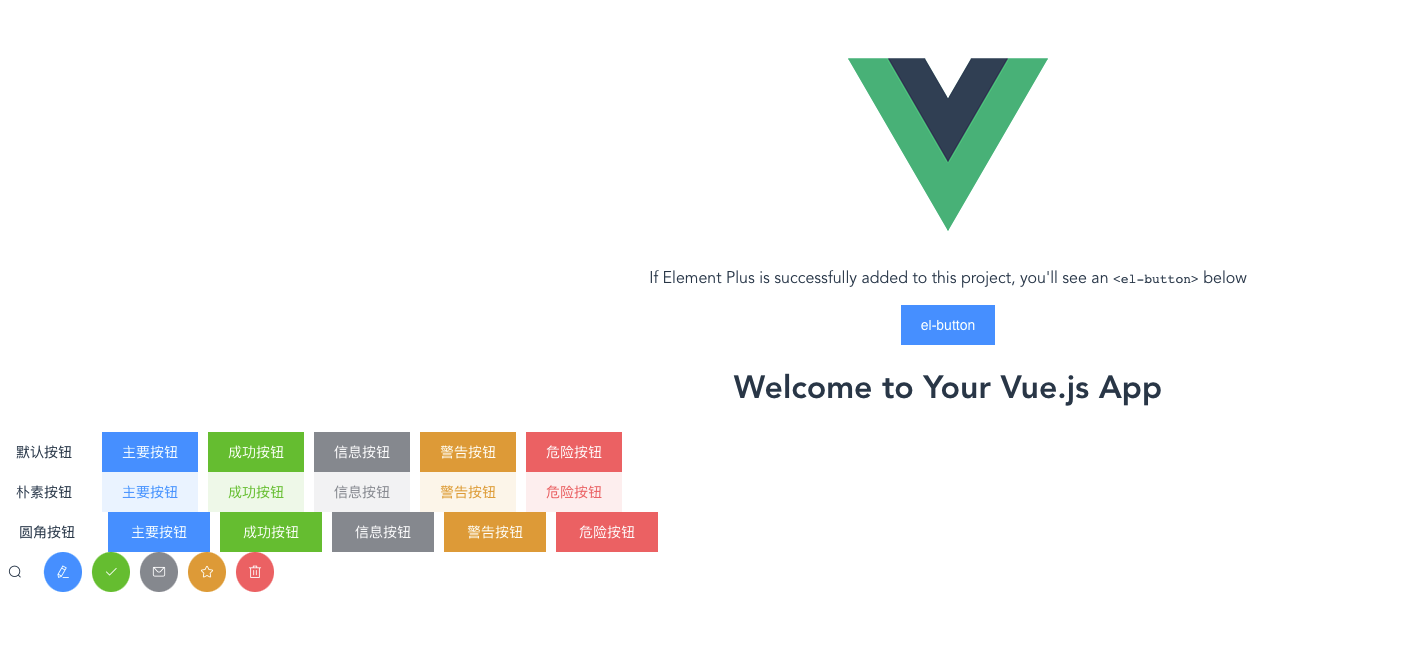 If Element Plus is successfully added to this project, you'll see an <el-button> below
el-button
Welcome to Your Vue.js App
默认按钮 主要按钮 成功按钮 信息按钮 警告按钮 危险按钮
朴素按钮 主要按钮 成功按钮 信息按钮 警告按钮 危险按钮
圆角按钮 主要按钮 成功按钮 信息按钮 警告按钮 危险按钮